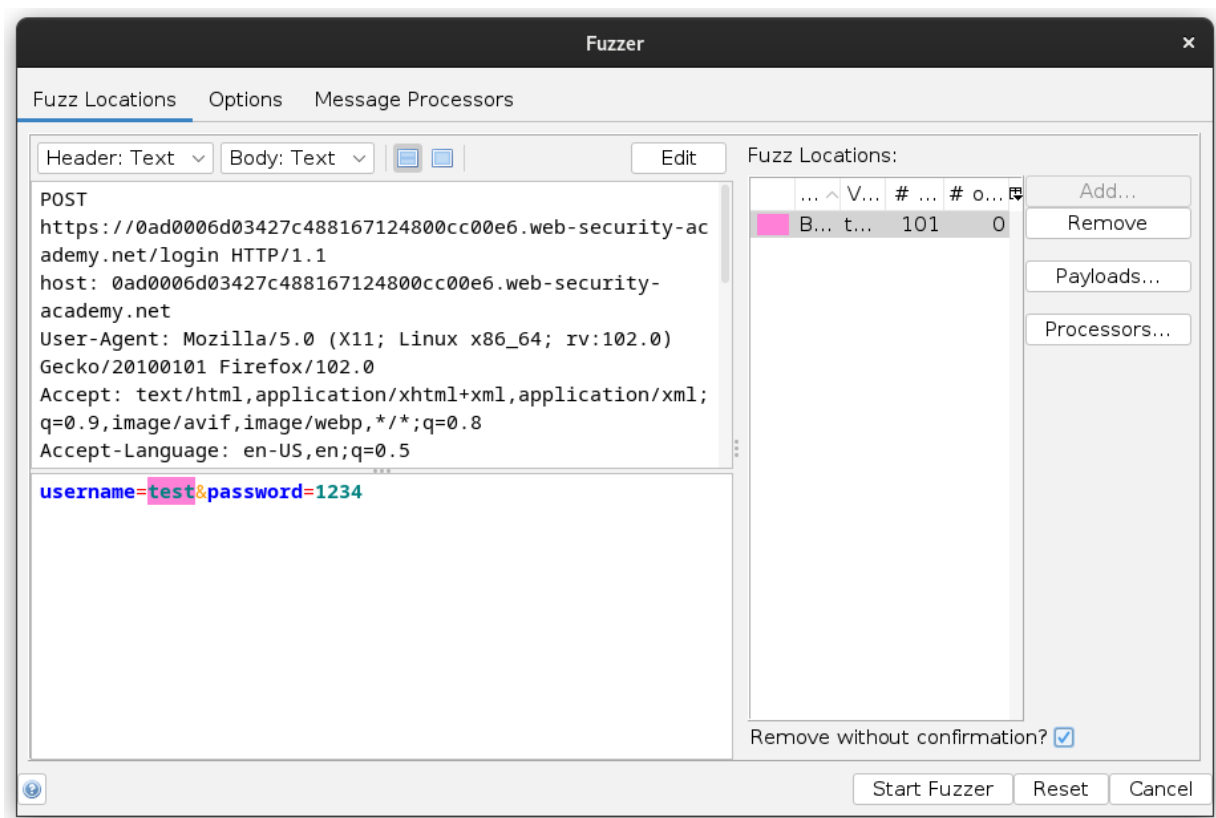 Fuzzer ×
Fuzz Locations Options Message Processors
Header: Text Body: Text Edit Fuzz Locations:
POST
https://0ad0006d03427c488167124800cc00e6.web-security-ac
ademy.net/login HTTP/1.1
host: 0ad0006d03427c488167124800cc00e6.web-security-
academy.net
User-Agent: Mozilla/5.0 (X11; Linux x86_64; rv:102.0)
Gecko/20100101 Firefox/102.0
Accept: text/html,application/xhtml+xml,application/xml;
q=0.9,image/avif,image/webp,*/*;q=0.8
Accept-Language: en-US,en;q=0.5
username=test&password=1234
... V... # ... # o...
B... t... 101 0
Add...
Remove
Payloads...
Processors...
Remove without confirmation?
Start Fuzzer Reset Cancel